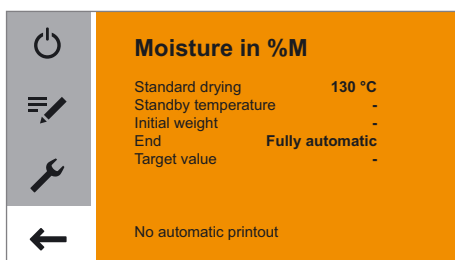 Moisture in %M
Standard drying 130 °C
Standby temperature -
Initial weight -
End Fully automatic
Target value -
No automatic printout